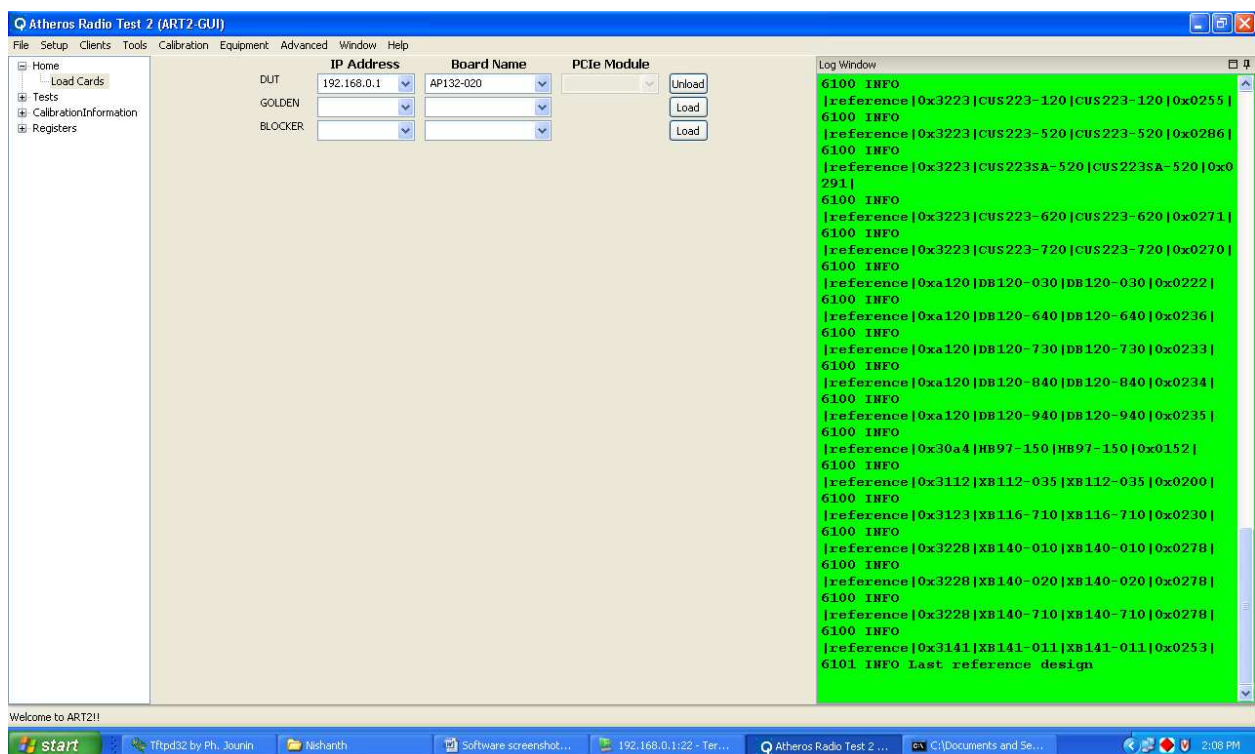 Atheros Radio Test 2 (ART2-GUI)
File Setup Clients Tools Calibration Equipment Advanced Window Help
Home
Load Cards
Tests
CalibrationInformation
Registers
IP Address Board Name PCIe Module
DUT 192.168.0.1 AP132-020 Unload
GOLDEN Load
BLOCKER Load
Log Window
6100 INFO
|reference|0x3223|CUS223-120|CUS223-120|0x0255|
6100 INFO
|reference|0x3223|CUS223-520|CUS223-520|0x0286|
6100 INFO
|reference|0x3223|CUS223SA-520|CUS223SA-520|0x0
291|
6100 INFO
|reference|0x3223|CUS223-620|CUS223-620|0x0271|
6100 INFO
|reference|0x3223|CUS223-720|CUS223-720|0x0270|
6100 INFO
|reference|0xa120|DB120-030|DB120-030|0x0222|
6100 INFO
|reference|0xa120|DB120-640|DB120-640|0x0236|
6100 INFO
|reference|0xa120|DB120-730|DB120-730|0x0233|
6100 INFO
|reference|0xa120|DB120-840|DB120-840|0x0234|
6100 INFO
|reference|0xa120|DB120-940|DB120-940|0x0235|
6100 INFO
|reference|0x30a4|HB97-150|HB97-150|0x0152|
6100 INFO
|reference|0x3112|XB112-035|XB112-035|0x0200|
6100 INFO
|reference|0x3123|XB116-710|XB116-710|0x0230|
6100 INFO
|reference|0x3228|XB140-010|XB140-010|0x0278|
6100 INFO
|reference|0x3228|XB140-020|XB140-020|0x0278|
6100 INFO
|reference|0x3228|XB140-710|XB140-710|0x0278|
6100 INFO
|reference|0x3141|XB141-011|XB141-011|0x0253|
6101 INFO Last reference design
Welcome to ART2!!
start Tftpd32 by Ph. Jounin Nishanth Software screenshot... 192.168.0.1:22 - Ter... Atheros Radio Test 2 ... C:\Documents and Se... 2:08 PM